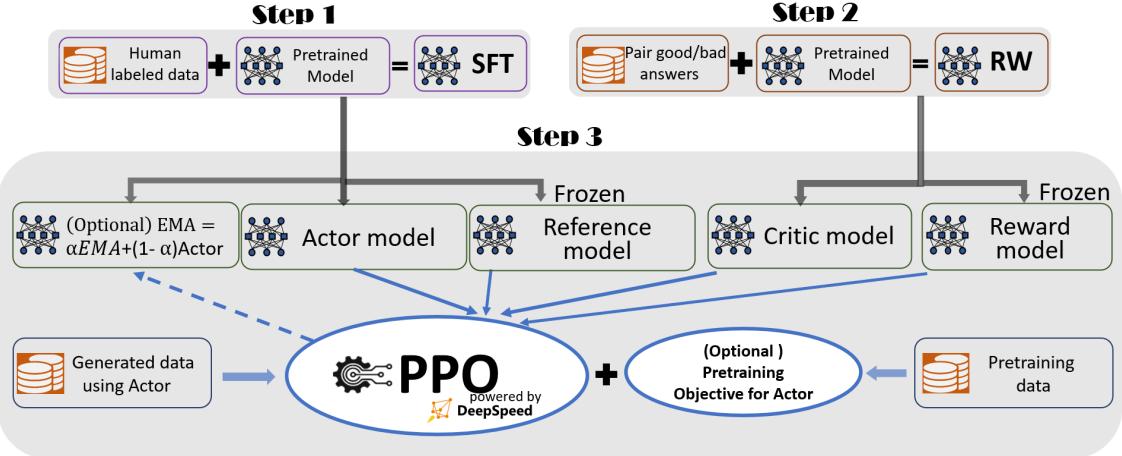 Step 1
Step 2
Human
labeled data
+
Pretrained
Model
=
SFT
Pair good/bad
answers
+
Pretrained
Model
=
RW
Step 3
Frozen
Frozen
(Optional) EMA =
αEMA+(1- α)Actor
Actor model
Reference
model
Critic model
Reward
model
Generated data
using Actor
PPO
powered by
DeepSpeed
+
(Optional )
Pretraining
Objective for Actor
Pretraining
data